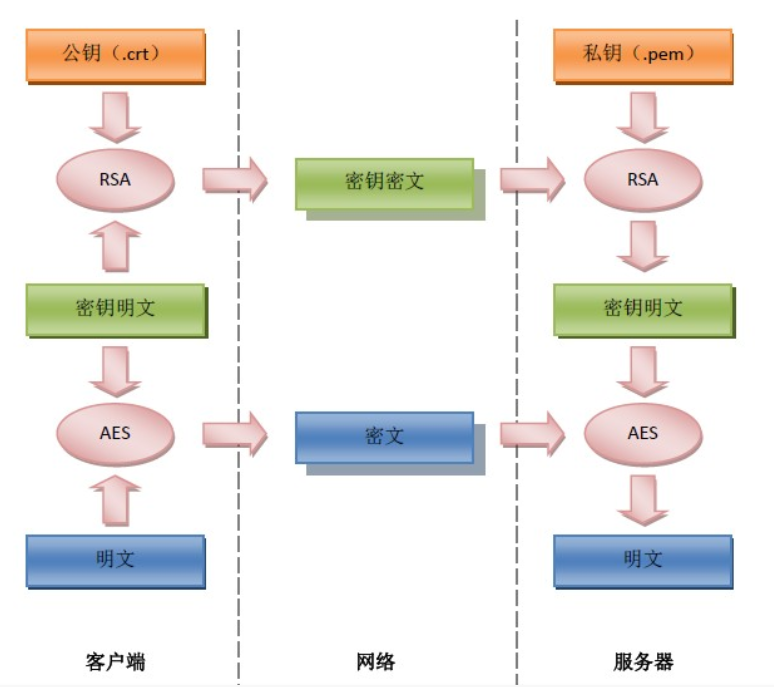 公钥（.crt）
私钥（.pem）
RSA
密钥密文
RSA
密钥明文
密钥明文
AES
密文
AES
明文
明文
客户端
网络
服务器